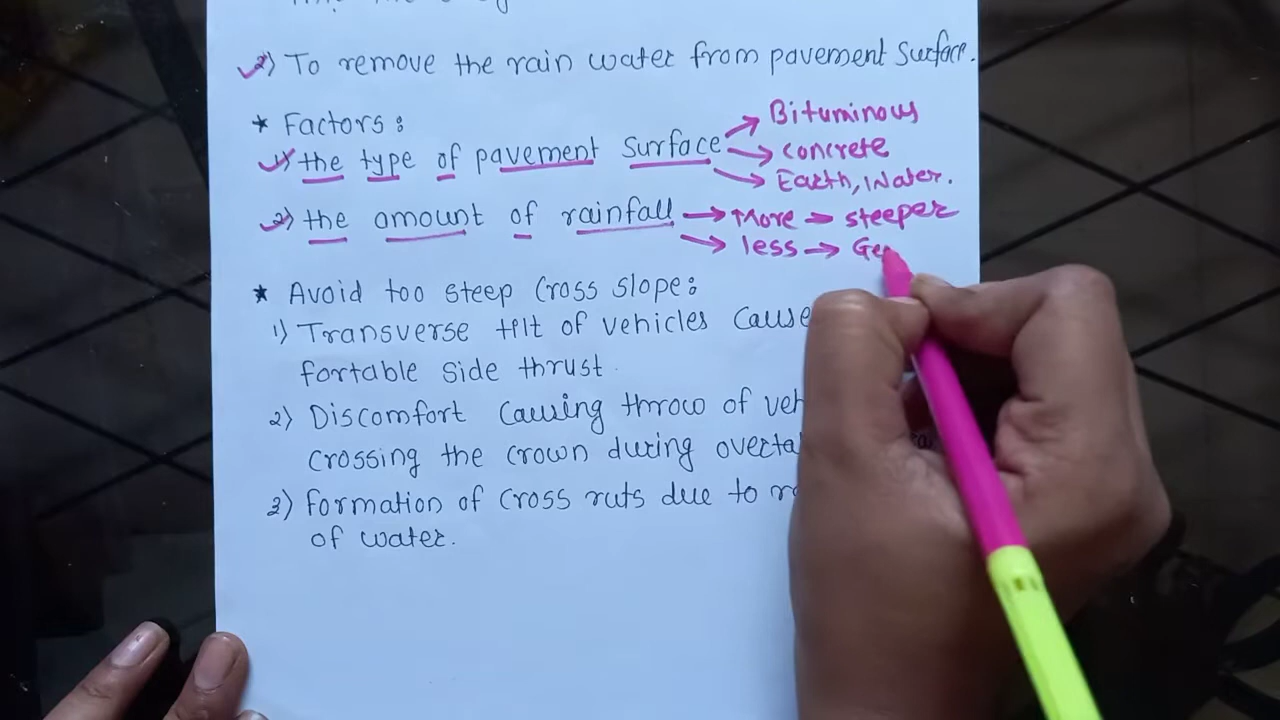 2) To remove the rain water from pavement surface.
* Factors:
1) the type of pavement surface → Bituminous
→ concrete
→ Earth, Water.
2) the amount of rainfall → More → steeper
→ less → Ge
* Avoid too steep cross slope:
1) Transverse tilt of vehicles cause
fortable side thrust.
2) Discomfort causing throw of veh
crossing the crown during overta
3) formation of cross ruts due to
of water.